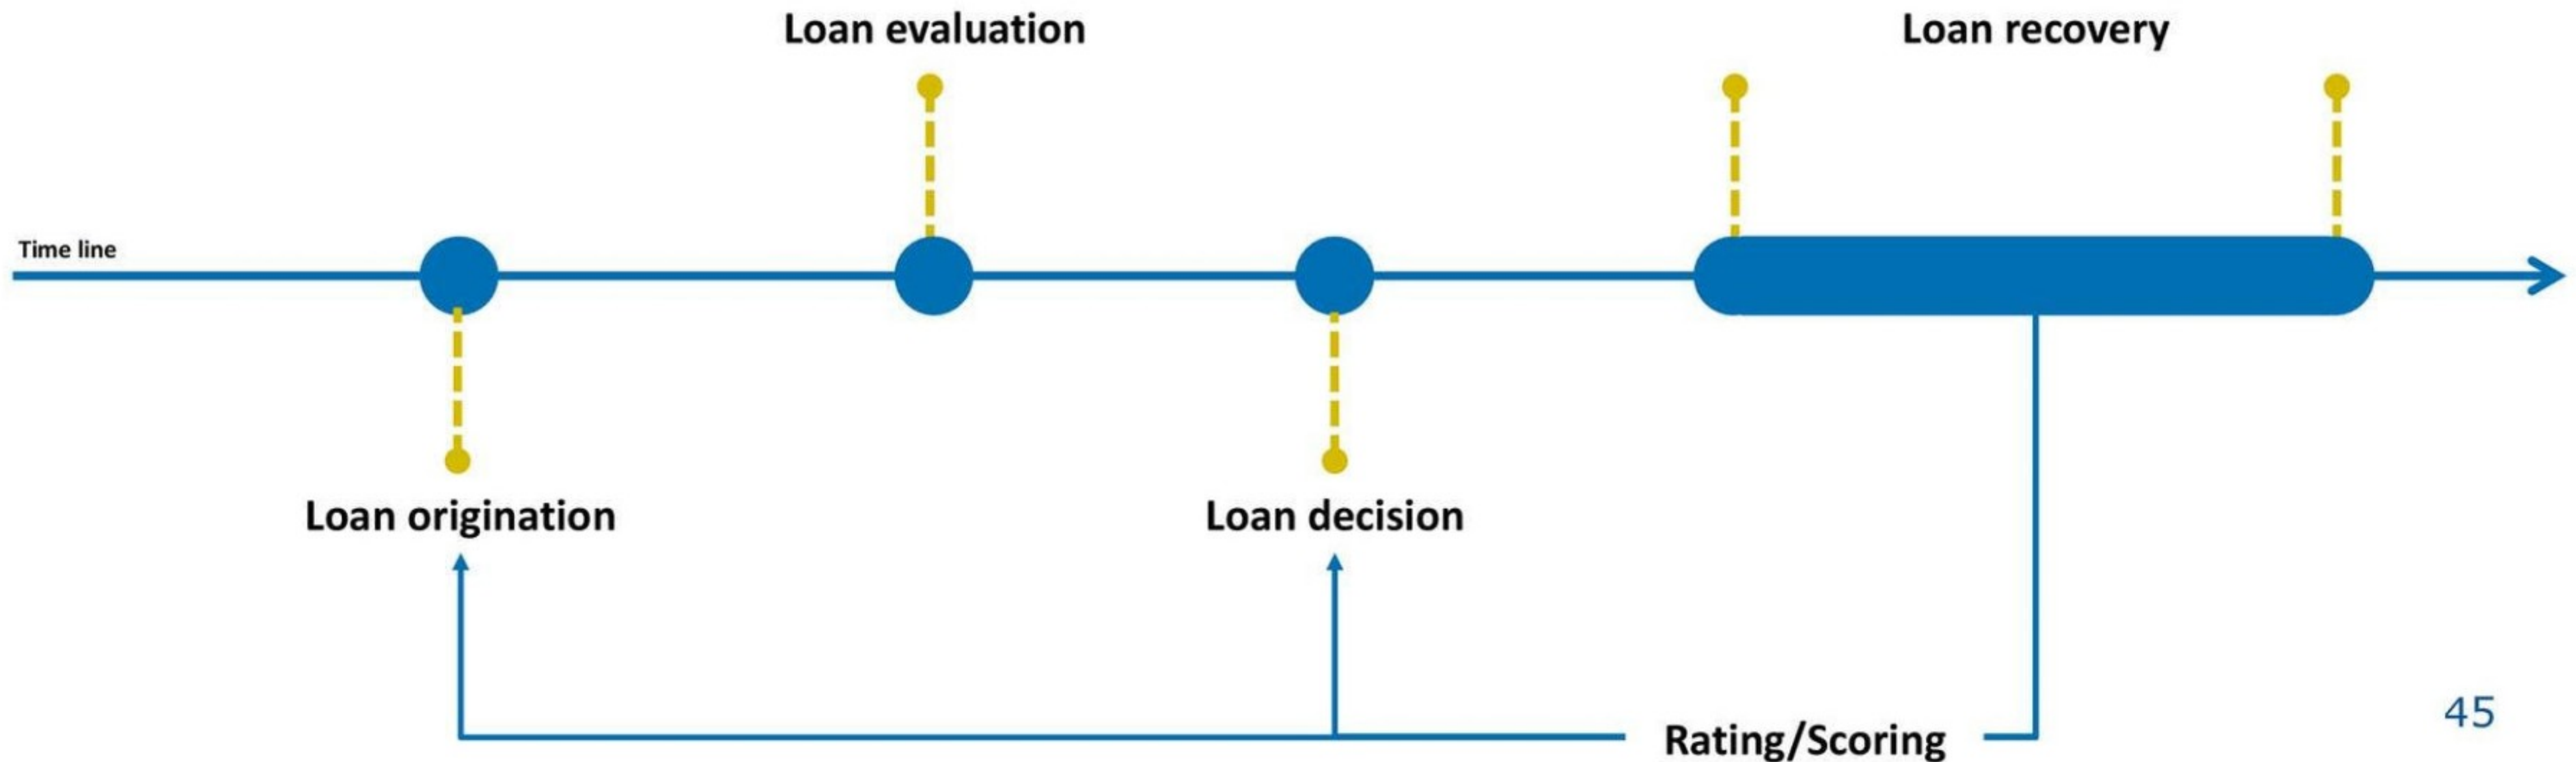 Loan evaluation
Loan recovery
Time line
Loan origination
Loan decision
Rating/Scoring
45